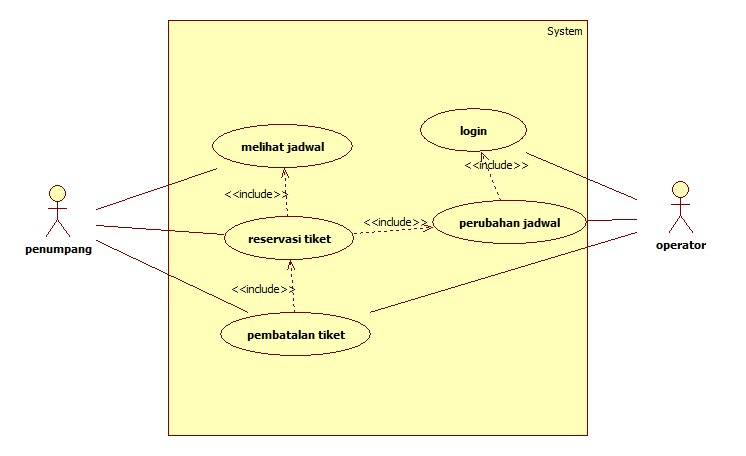 System
login
melihat jadwal
<<include>>
<<include>>
<<include>>
perubahan jadwal
reservasi tiket
penumpang
operator
<<include>>
pembatalan tiket